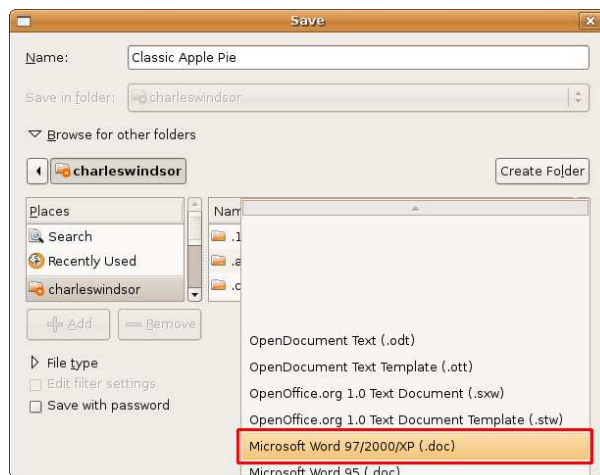 Save
Name: Classic Apple Pie
Save in folder: charleswindsor
Browse for other folders
charleswindsor
Create Folder
Places
Search
Recently Used
charleswindsor
Add
Remove
File type
Edit filter settings
Save with password
OpenDocument Text (.odt)
OpenDocument Text Template (.ott)
OpenOffice.org 1.0 Text Document (.sxw)
OpenOffice.org 1.0 Text Document Template (.stw)
Microsoft Word 97/2000/XP (.doc)
Microsoft Word 95 (.doc)